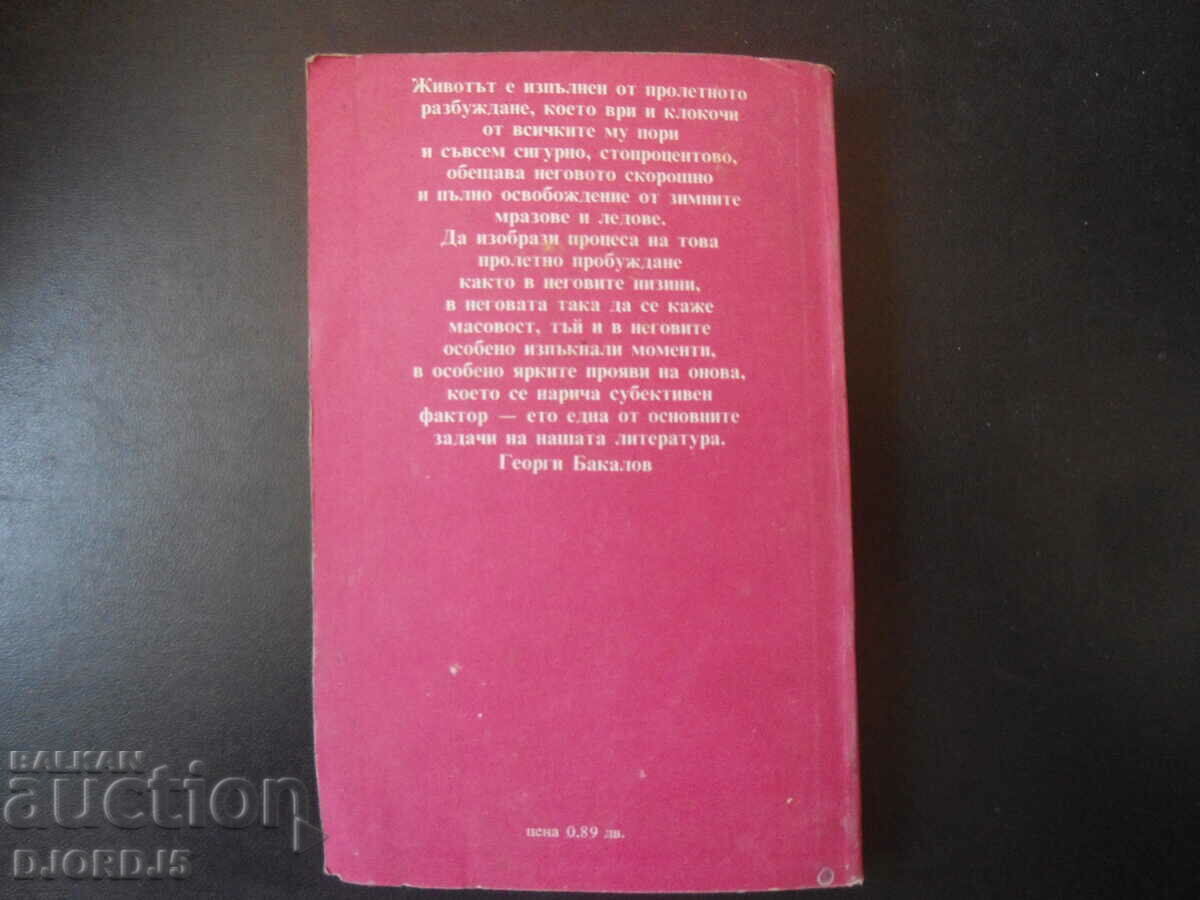 Животът е изпълнен от пролетното
разбуждане, което ври и клокочи
от всичките му пори
и съвсем сигурно, стопроцентово,
обещава неговото скорошно
и пълно освобождение от зимните
мразове и ледове.
Да изобрази процеса на това
пролетно пробуждане
както в неговите низини,
в неговата така да се каже
масовост, тъй и в неговите
особено изпъкнали моменти,
в особено ярките прояви на онова,
което се нарича субективен
фактор — ето една от основните
задачи на нашата литература.
Георги Бакалов
цена 0.89 лв.
BALKAN
auction
DJORDJ5